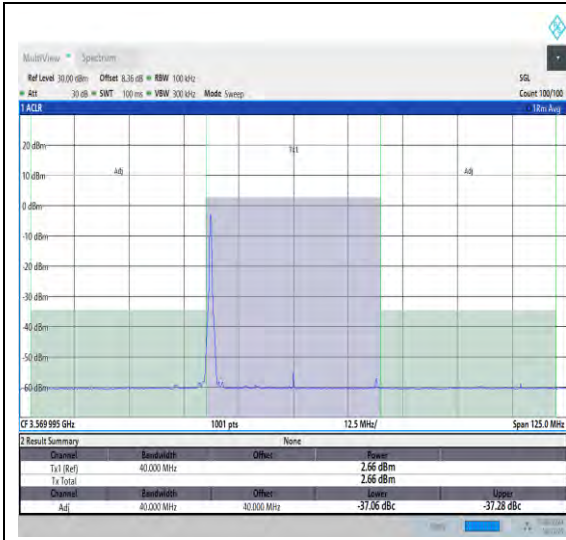 MultiView Spectrum
Ref Level 30.00 dBm Offset 8.36 dB RBW 100 kHz SGL
Att 30 dB SWT 100 ms VBW 300 kHz Mode Sweep Count 100/100
1 ACLR 1Rm Avg
20 dBm
Tx1
10 dBm Adj Adj
0 dBm
-10 dBm
-20 dBm
-30 dBm
-40 dBm
-50 dBm
-60 dBm
CF 3.569 995 GHz 1001 pts 12.5 MHz/ Span 125.0 MHz
2 Result Summary None
Channel Bandwidth Offset Power
Tx1 (Ref) 40.000 MHz 2.66 dBm
Tx Total 2.66 dBm
Channel Bandwidth Offset Lower Upper
Adj 40.000 MHz 40.000 MHz -37.06 dBc -37.28 dBc